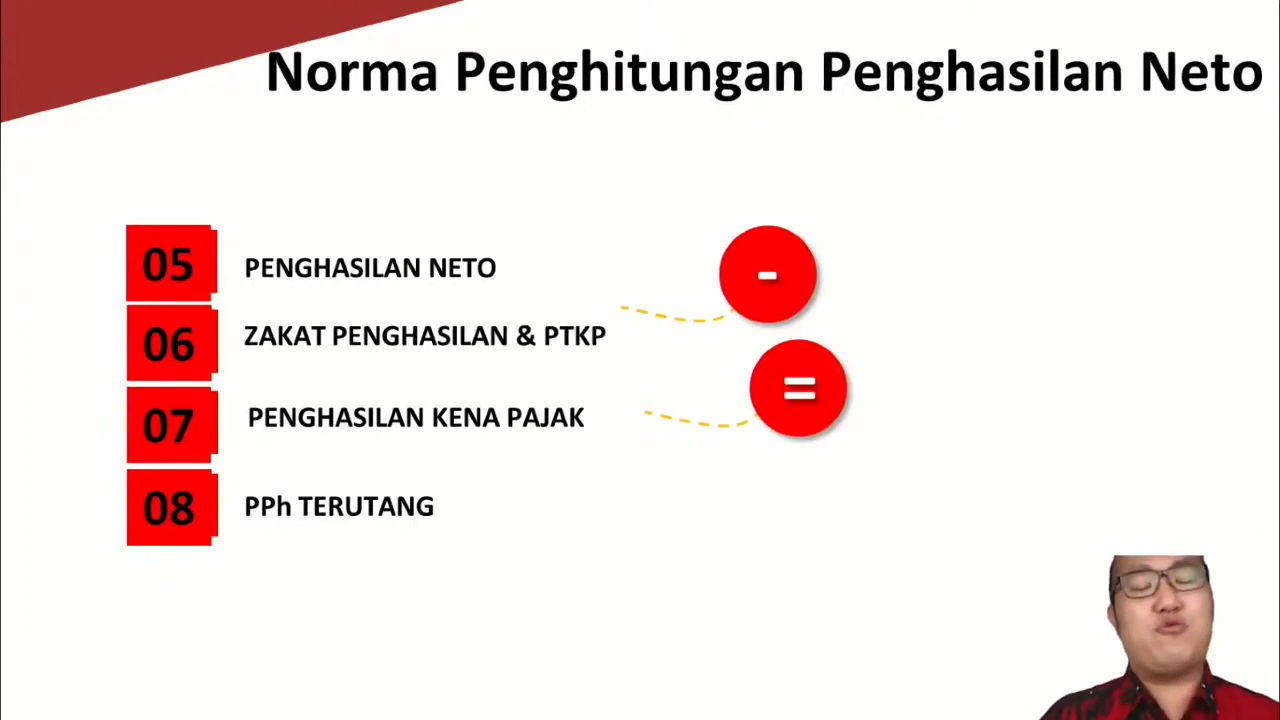 Norma Penghitungan Penghasilan Neto
05 PENGHASILAN NETO
-
06 ZAKAT PENGHASILAN & PTKP
=
07 PENGHASILAN KENA PAJAK
08 PPh TERUTANG